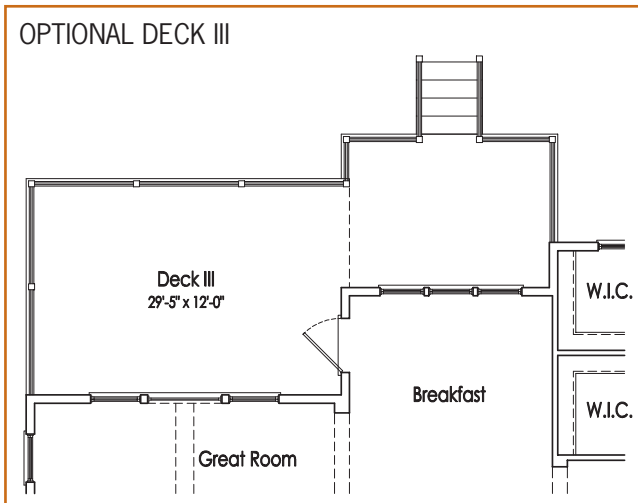 OPTIONAL DECK III
Deck III
29'-5" x 12'-0"
W.I.C.
Breakfast
W.I.C.
Great Room